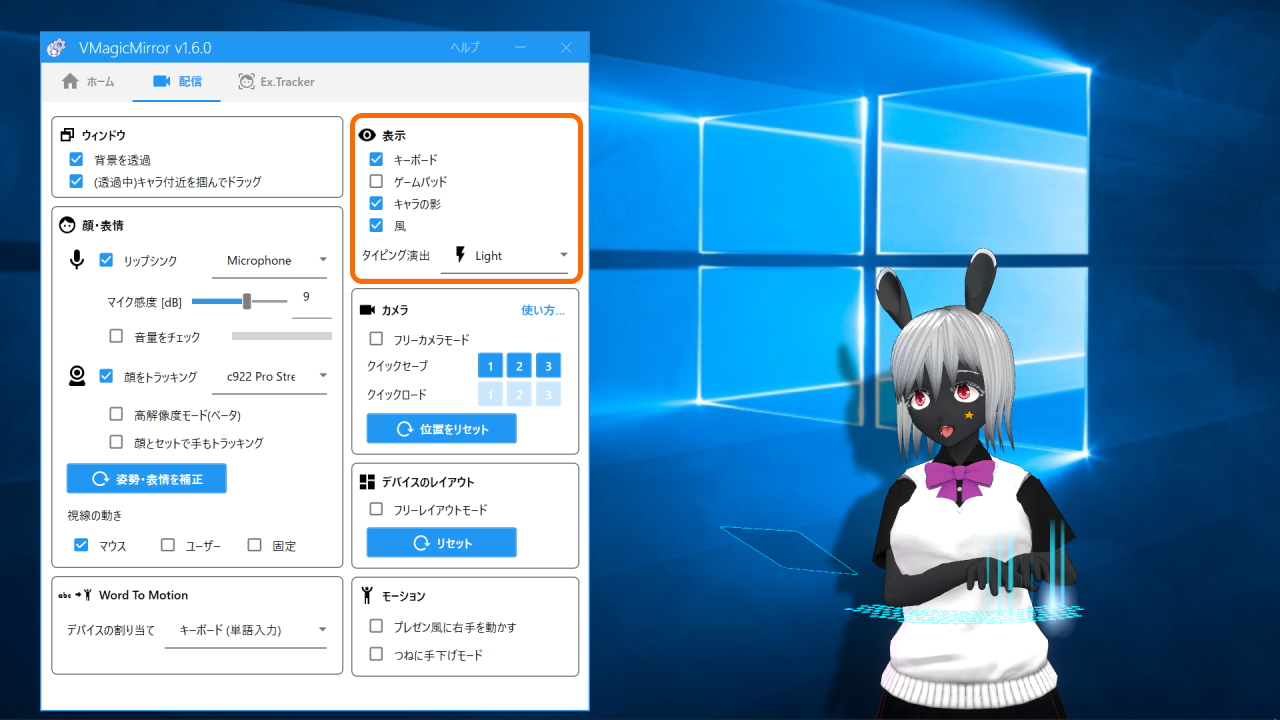 VMagicMirror v1.6.0
ヘルプ
ホーム
配信
Ex.Tracker
ウィンドウ
背景を透過
(透過中)キャラ付近を掴んでドラッグ
顔・表情
リップシンク
Microphone
マイク感度 [dB]
9
音量をチェック
顔をトラッキング
c922 Pro Stre
高解像度モード(ベータ)
顔とセットで手もトラッキング
姿勢・表情を補正
視線の動き
マウス
ユーザー
固定
abc
Word To Motion
デバイスの割り当て
キーボード (単語入力)
表示
キーボード
ゲームパッド
キャラの影
風
タイピング演出
Light
カメラ
使い方...
フリーカメラモード
クイックセーブ
1 2 3
クイックロード
1 2 3
位置をリセット
デバイスのレイアウト
フリーレイアウトモード
リセット
モーション
プレゼン風に右手を動かす
つねに手下げモード